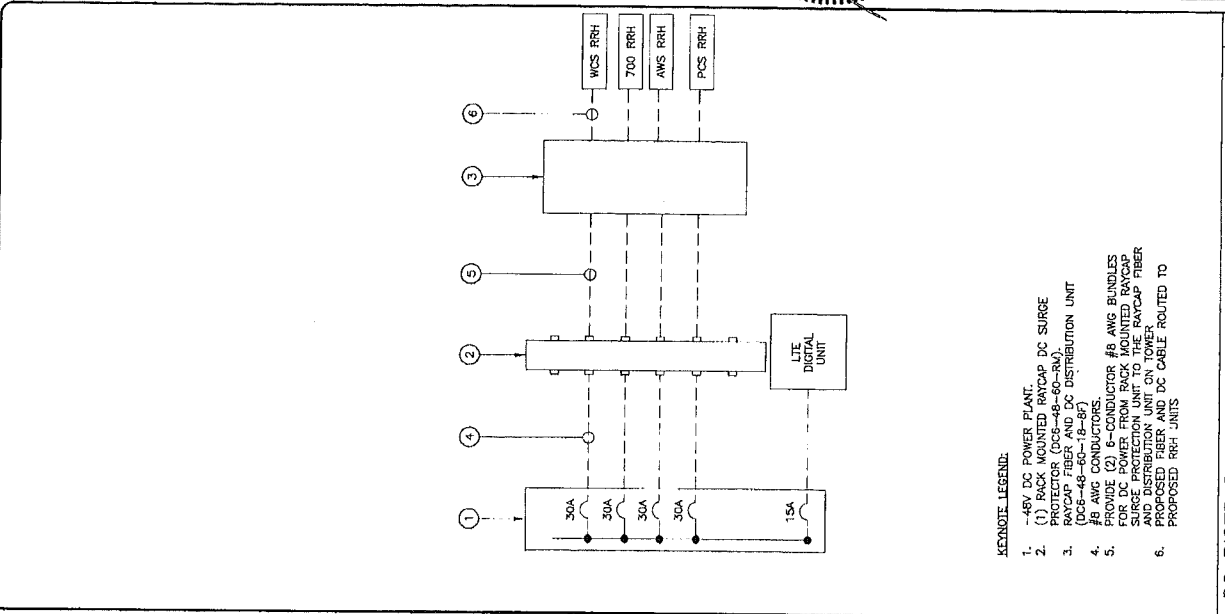 WCS RRH
700 RRH
AWS RRH
PCS RRH
6
3
5
2
LTE
DIGITAL
UNIT
4
1
30A
30A
30A
30A
15A
KEYNOTE LEGEND:
1. -48V DC POWER PLANT.
2. (1) RACK MOUNTED RAYCAP DC SURGE
PROTECTOR (DC6-48-60-RM).
3. RAYCAP FIBER AND DC DISTRIBUTION UNIT
(DC6-48-60-18-8F)
4. #8 AWG CONDUCTORS.
5. PROVIDE (2) 6-CONDUCTOR #8 AWG BUNDLES
FOR DC POWER FROM RACK MOUNTED RAYCAP
SURGE PROTECTION UNIT TO THE RAYCAP FIBER
AND DISTRIBUTION UNIT ON TOWER
6. PROPOSED FIBER AND DC CABLE ROUTED TO
PROPOSED RRH UNITS